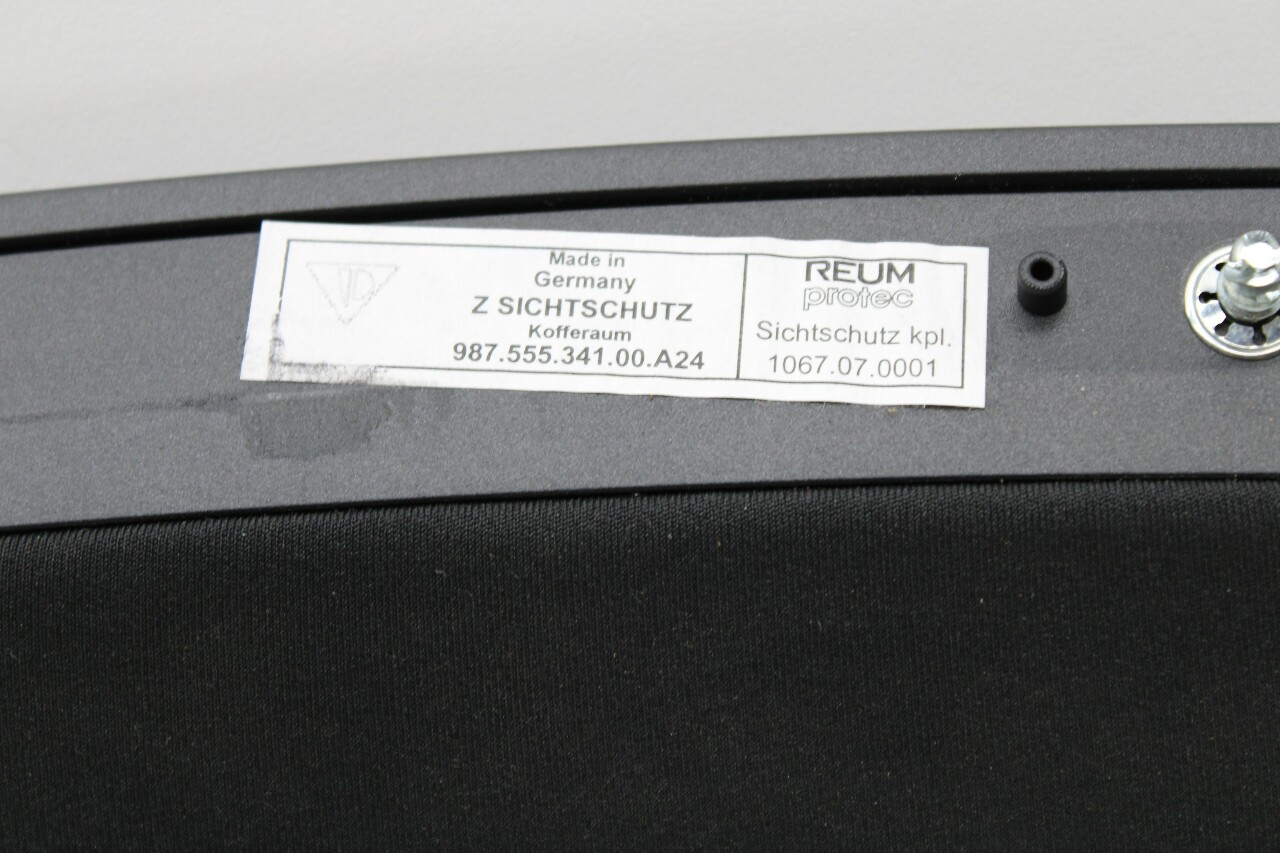 Made in
Germany
Z SICHTSCHUTZ
Kofferaum
987.555.341.00.A24
REUM
protec
Sichtschutz kpl.
1067.07.0001